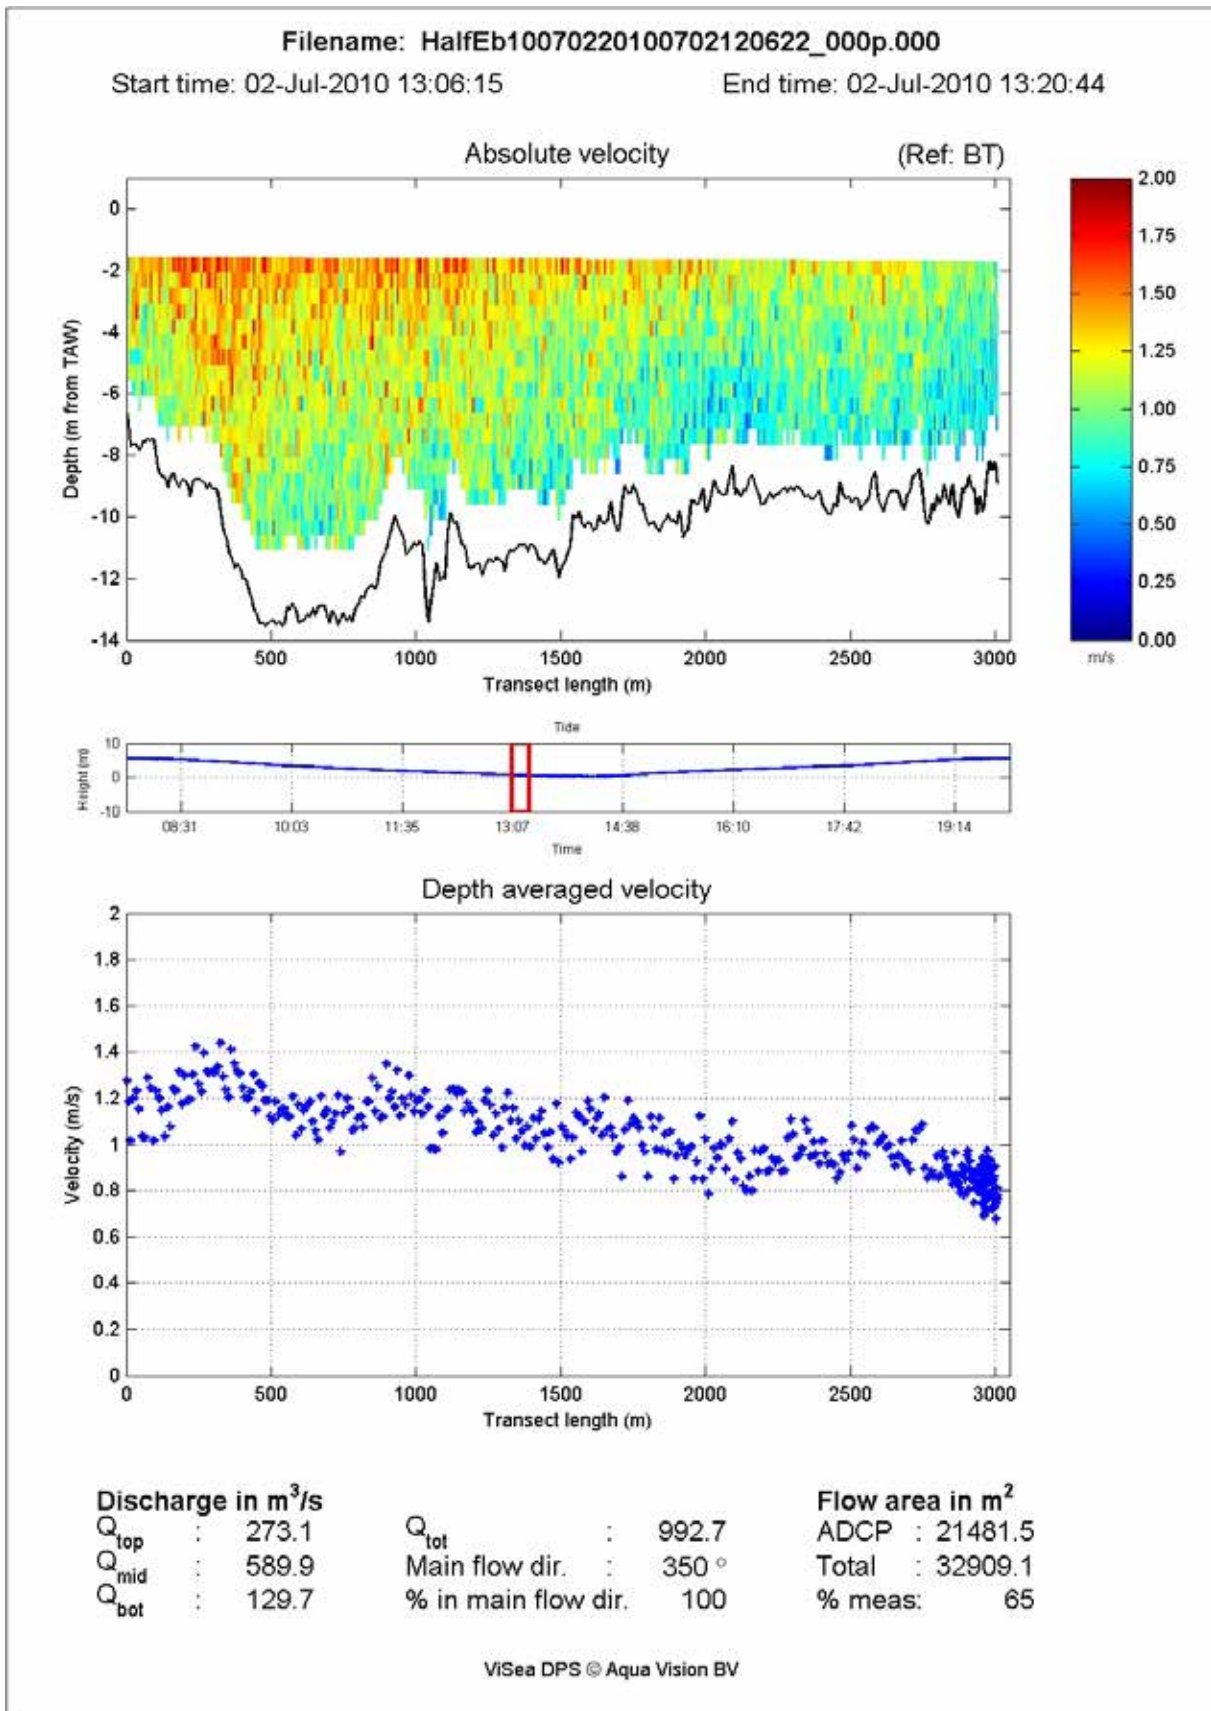 Filename: HalfEb10070220100702120622_000p.000
Start time: 02-Jul-2010 13:06:15 End time: 02-Jul-2010 13:20:44
Absolute velocity (Ref: BT)
Depth (m from TAW)
0
-2
-4
-6
-8
-10
-12
-14
0 500 1000 1500 2000 2500 3000
Transect length (m)
2.00
1.75
1.50
1.25
1.00
0.75
0.50
0.25
0.00
m/s
Tide
Height (m)
10
0
-10
08:31 10:03 11:35 13:07 14:38 16:10 17:42 19:14
Time
Depth averaged velocity
Velocity (m/s)
2
1.8
1.6
1.4
1.2
1
0.8
0.6
0.4
0.2
0
0 500 1000 1500 2000 2500 3000
Transect length (m)
Discharge in m³/s Flow area in m²
Qtop : 273.1 Qtot : 992.7 ADCP : 21481.5
Qmid : 589.9 Main flow dir. : 350 ° Total : 32909.1
Qbot : 129.7 % in main flow dir. 100 % meas: 65
ViSea DPS © Aqua Vision BV